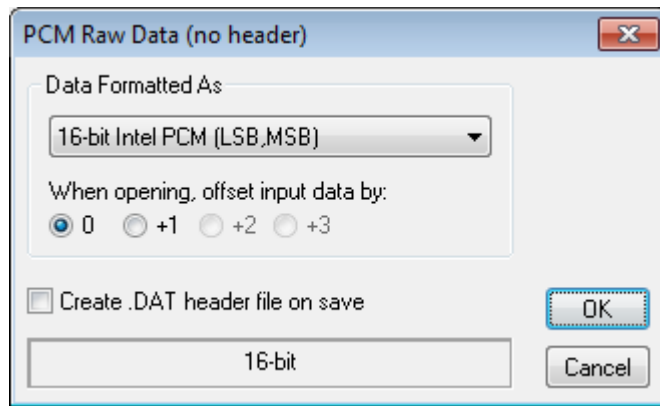 PCM Raw Data (no header)
Data Formatted As
16-bit Intel PCM (LSB,MSB)
When opening, offset input data by:
0 +1 +2 +3
Create .DAT header file on save
OK
16-bit
Cancel